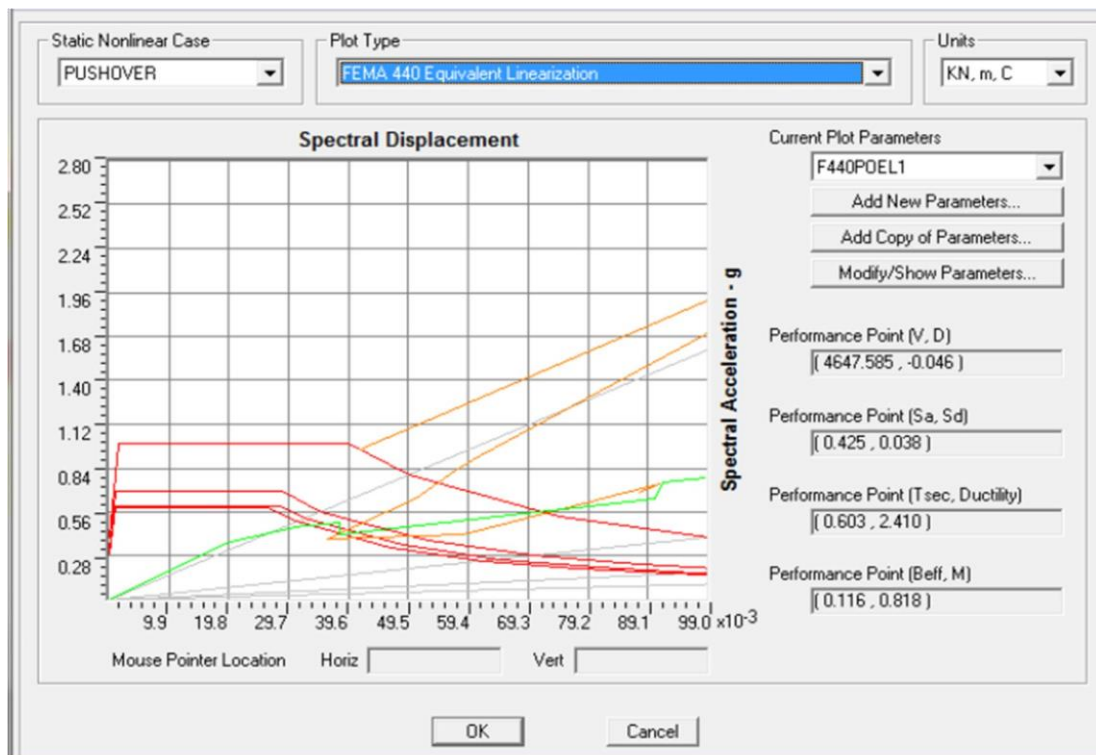 Static Nonlinear Case
PUSHOVER
Plot Type
FEMA 440 Equivalent Linearization
Units
KN, m, C
Spectral Displacement
2.80
2.52
2.24
1.96
1.68
1.40
1.12
0.84
0.56
0.28
9.9 19.8 29.7 39.6 49.5 59.4 69.3 79.2 89.1 99.0 x10-3
Spectral Acceleration - g
Mouse Pointer Location Horiz Vert
Current Plot Parameters
F440POEL1
Add New Parameters...
Add Copy of Parameters...
Modify/Show Parameters...
Performance Point (V, D)
( 4647.585 , -0.046 )
Performance Point (Sa, Sd)
( 0.425 , 0.038 )
Performance Point (Tsec, Ductility)
( 0.603 , 2.410 )
Performance Point (Beff, M)
( 0.116 , 0.818 )
OK Cancel